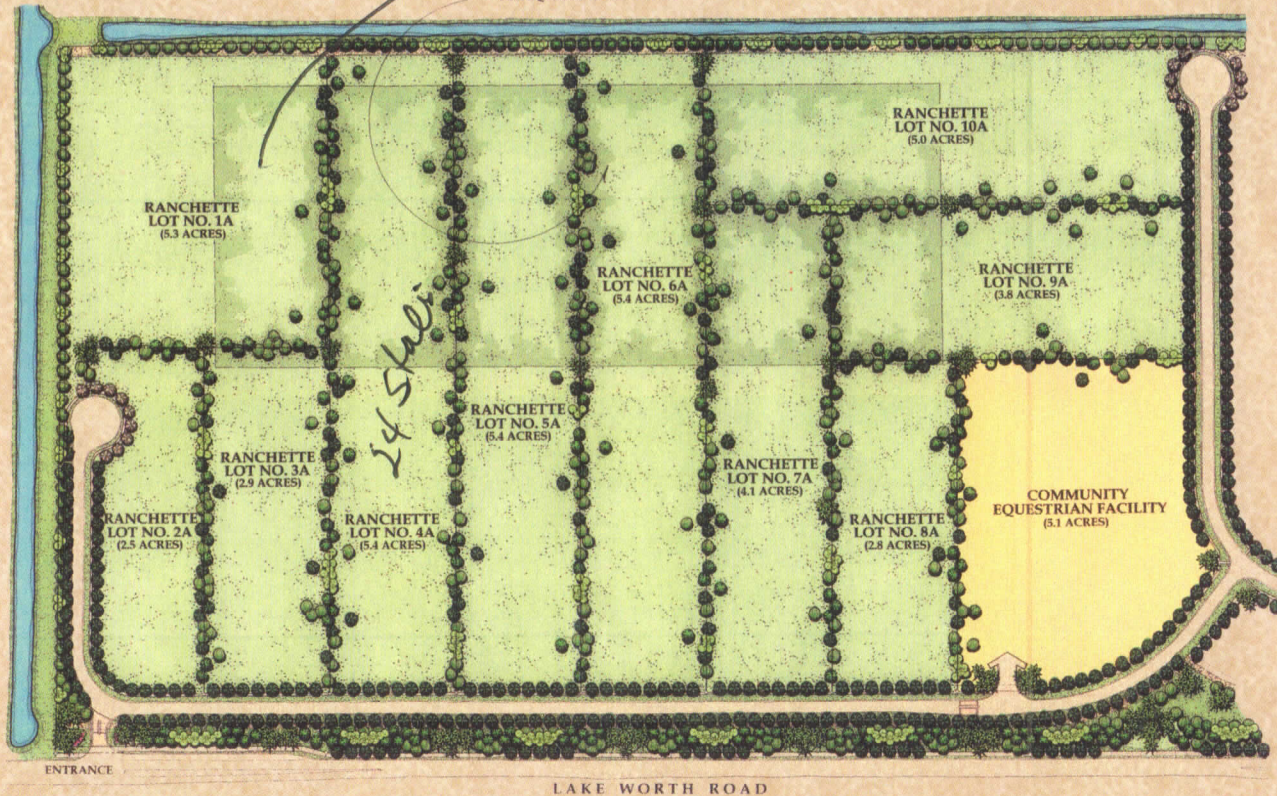 RANCHETTE
LOT NO. 10A
(5.0 ACRES)
RANCHETTE
LOT NO. 1A
(5.3 ACRES)
RANCHETTE
LOT NO. 6A
(5.4 ACRES)
RANCHETTE
LOT NO. 9A
(3.8 ACRES)
24 Stalls
RANCHETTE
LOT NO. 5A
(5.4 ACRES)
RANCHETTE
LOT NO. 3A
(2.9 ACRES)
RANCHETTE
LOT NO. 7A
(4.1 ACRES)
RANCHETTE
LOT NO. 2A
(2.5 ACRES)
RANCHETTE
LOT NO. 4A
(5.4 ACRES)
RANCHETTE
LOT NO. 8A
(2.8 ACRES)
COMMUNITY
EQUESTRIAN FACILITY
(5.1 ACRES)
ENTRANCE
LAKE WORTH ROAD